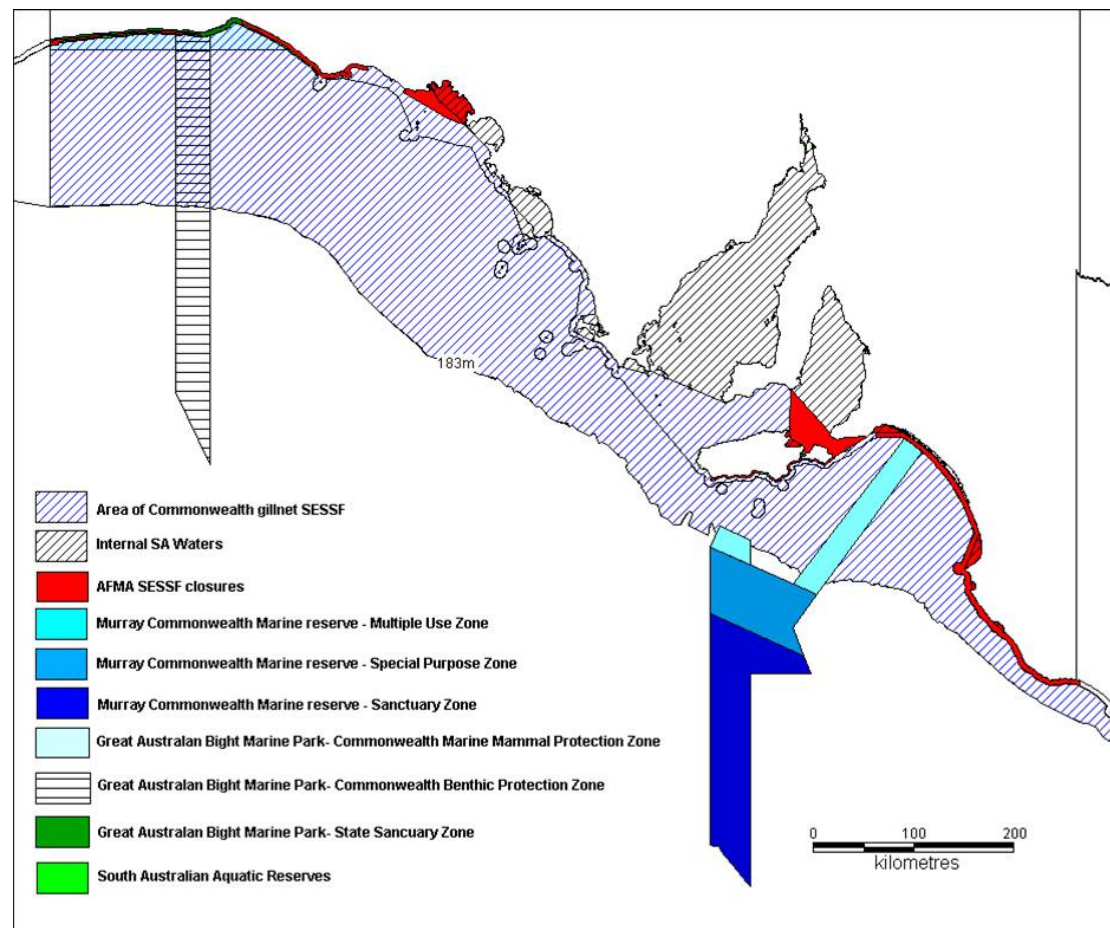 183m
Area of Commonwealth gillnet SESSF
Internal SA Waters
AFMA SESSF closures
Murray Commonwealth Marine reserve - Multiple Use Zone
Murray Commonwealth Marine reserve - Special Purpose Zone
Murray Commonwealth Marine reserve - Sanctuary Zone
Great Australan Bight Marine Park- Commonwealth Marine Mammal Protection Zone
Great Australan Bight Marine Park- Commonwealth Benthic Protection Zone
Great Australan Bight Marine Park- State Sancuary Zone
South Australian Aquatic Reserves
0 100 200
kilometres